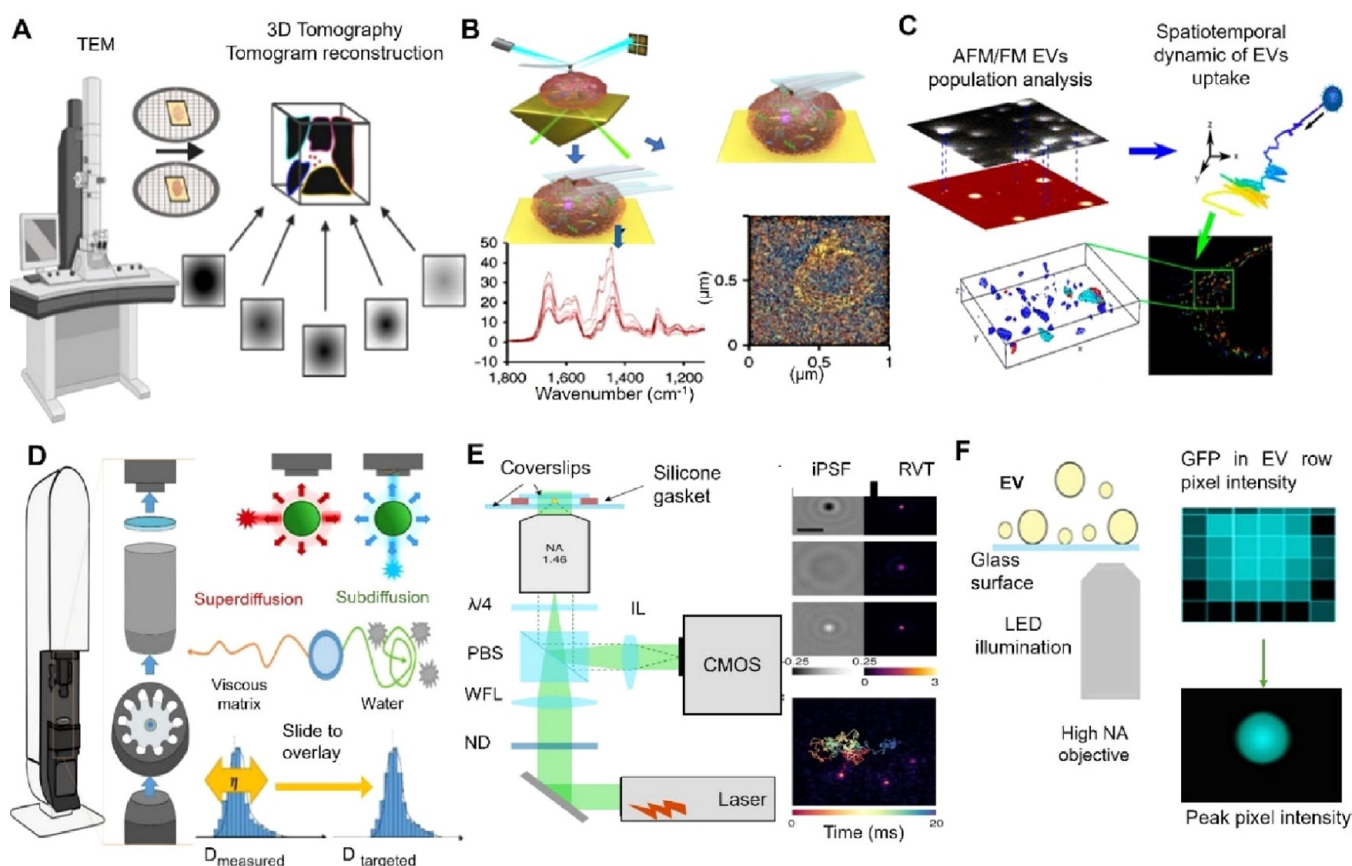 A
TEM
3D Tomography
Tomogram reconstruction
B
50
40
30
20
10
0
−10
1,800
1,600
1,400
1,200
Wavenumber (cm-1)
(µm)
0.5
0
0
0.5
1
(µm)
C
AFM/FM EVs
population analysis
Spatiotemporal
dynamic of EVs
uptake
z
x
y
z
y
x
D
Superdiffusion
Subdiffusion
Viscous
matrix
Water
Slide to
overlay
η
Dmeasured
D targeted
E
Coverslips
Silicone
gasket
NA
1.46
λ/4
IL
PBS
CMOS
WFL
ND
Laser
iPSF
RVT
-0.25
0.25
3
Time (ms)
0
20
F
EV
Glass
surface
LED
illumination
High NA
objective
GFP in EV row
pixel intensity
Peak pixel intensity